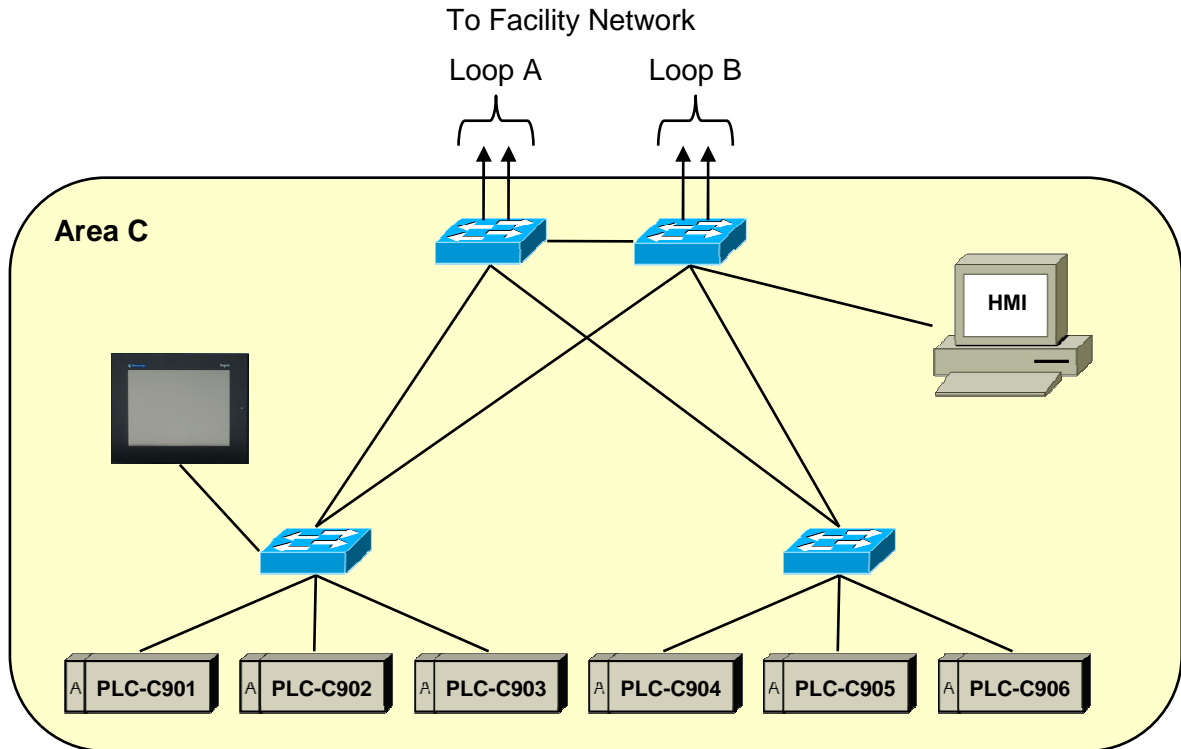 To Facility Network
Loop A
Loop B
Area C
HMI
A PLC-C901
A PLC-C902
A PLC-C903
A PLC-C904
A PLC-C905
A PLC-C906